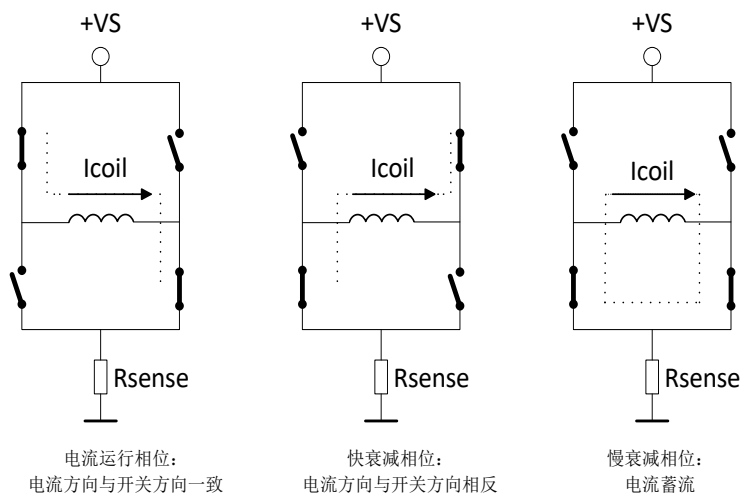 +VS
+VS
+VS
Icoil
Icoil
Icoil
Rsense
Rsense
Rsense
电流运行相位:
电流方向与开关方向一致
快衰减相位:
电流方向与开关方向相反
慢衰减相位:
电流蓄流